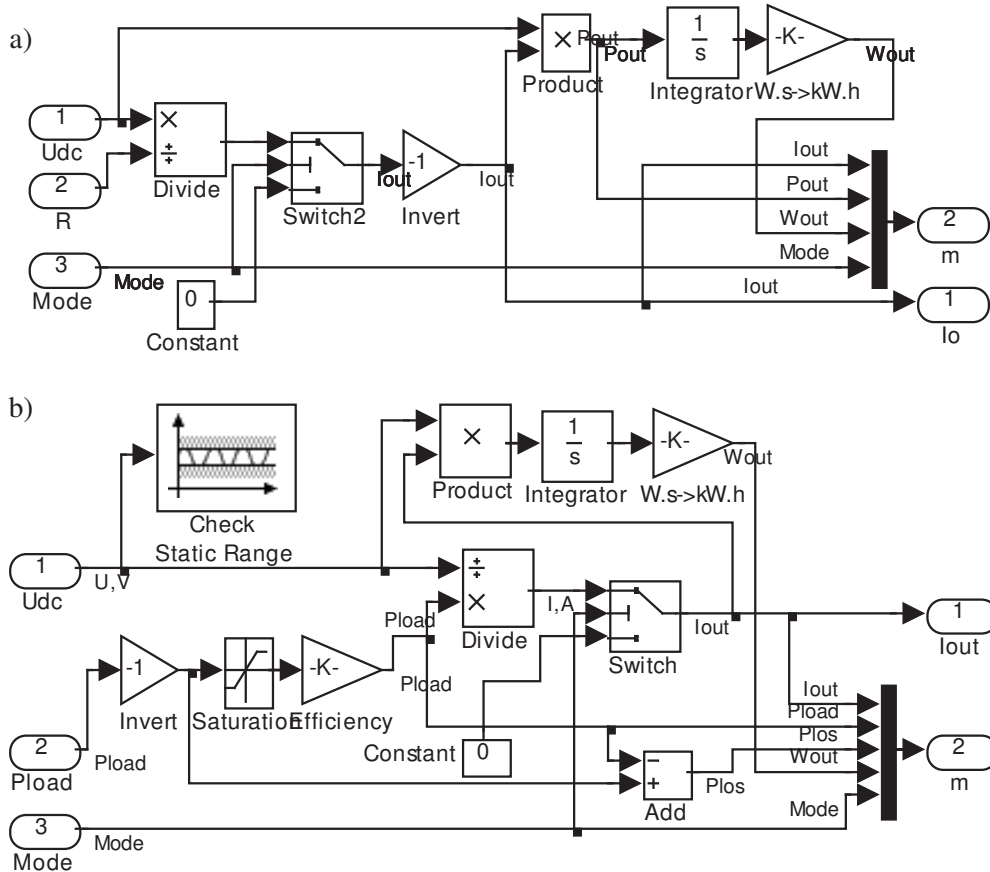 a)
1
Udc
2
R
3
Mode
Mode
×
÷
Divide
Switch2
0
Constant
Iout
-1
Invert
Iout
×
Product
Pout
Pout
1
s
Integrator
-K-
W.s->kW.h
Wout
Iout
Pout
Wout
Mode
Iout
2
m
1
Io
b)
Check
Static Range
1
Udc
U,V
2
Pload
Pload
3
Mode
Mode
-1
Invert
Saturation
-K-
Efficiency
Pload
Pload
×
Product
1
s
Integrator
-K-
W.s->kW.h
Wout
÷
×
Divide
I,A
Switch
Iout
Constant
0
−
+
Add
Plos
Iout
Pload
Plos
Wout
Mode
1
Iout
2
m